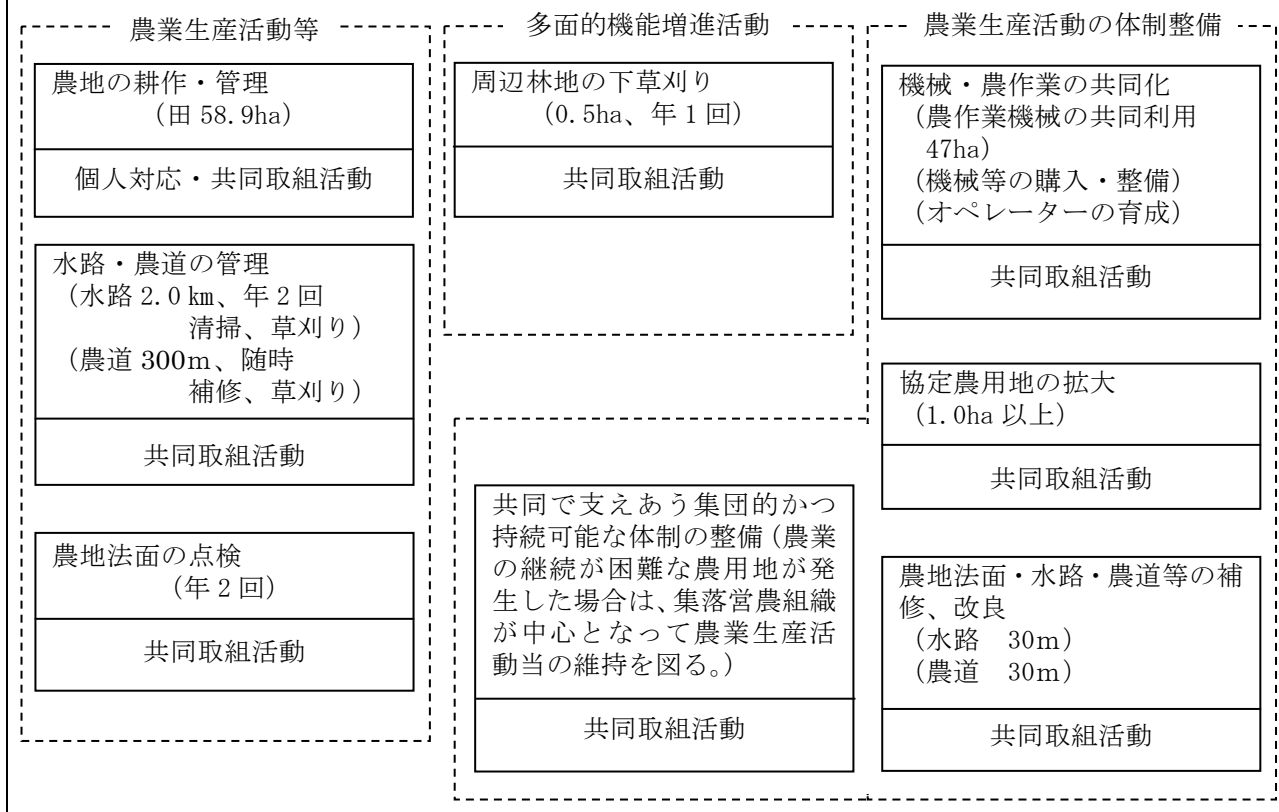 農業生産活動等
農地の耕作・管理
(田 58.9ha)
個人対応・共同取組活動
水路・農道の管理
(水路 2.0 ㎞、年 2 回
清掃、草刈り)
(農道 300m、随時
補修、草刈り)
共同取組活動
農地法面の点検
(年 2 回)
共同取組活動
多面的機能増進活動
周辺林地の下草刈り
(0.5ha、年 1 回)
共同取組活動
農業生産活動の体制整備
機械・農作業の共同化
(農作業機械の共同利用
47ha)
(機械等の購入・整備)
(オペレーターの育成)
共同取組活動
協定農用地の拡大
(1.0ha 以上)
共同取組活動
共同で支えあう集団的かつ
持続可能な体制の整備(農業
の継続が困難な農用地が発
生した場合は、集落営農組織
が中心となって農業生産活
動当の維持を図る。)
共同取組活動
農地法面・水路・農道等の補
修、改良
(水路 30m)
(農道 30m)
共同取組活動